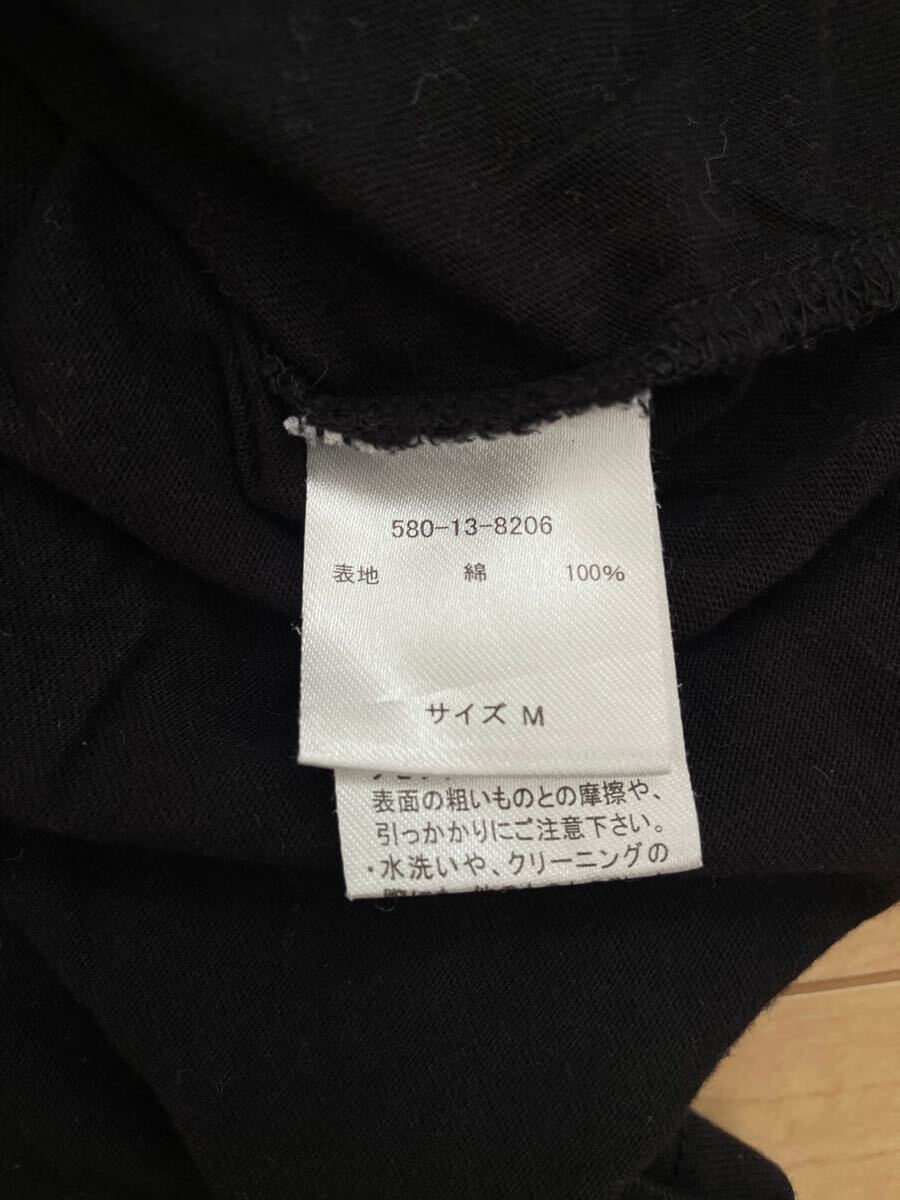 580-13-8206
表地 綿 100%
サイズ M
表面の粗いものとの摩擦や、
引っかかりにご注意下さい。
・水洗いや、クリーニングの